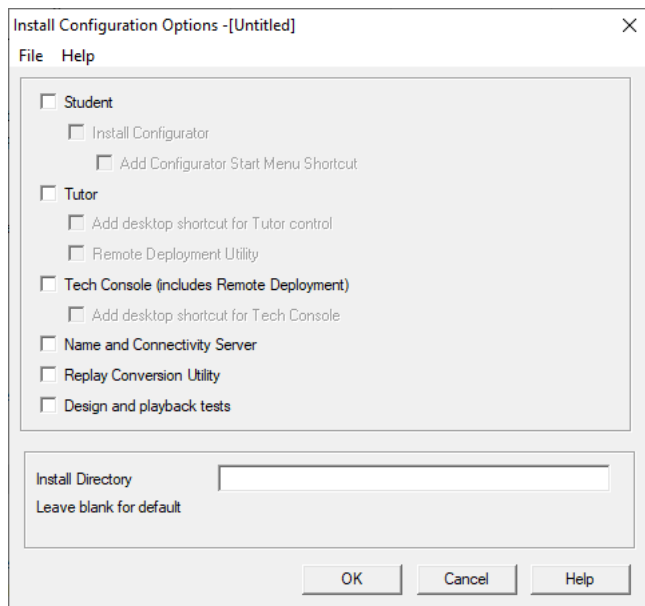 Install Configuration Options -[Untitled]
File Help
Student
Install Configurator
Add Configurator Start Menu Shortcut
Tutor
Add desktop shortcut for Tutor control
Remote Deployment Utility
Tech Console (includes Remote Deployment)
Add desktop shortcut for Tech Console
Name and Connectivity Server
Replay Conversion Utility
Design and playback tests
Install Directory
Leave blank for default
OK Cancel Help